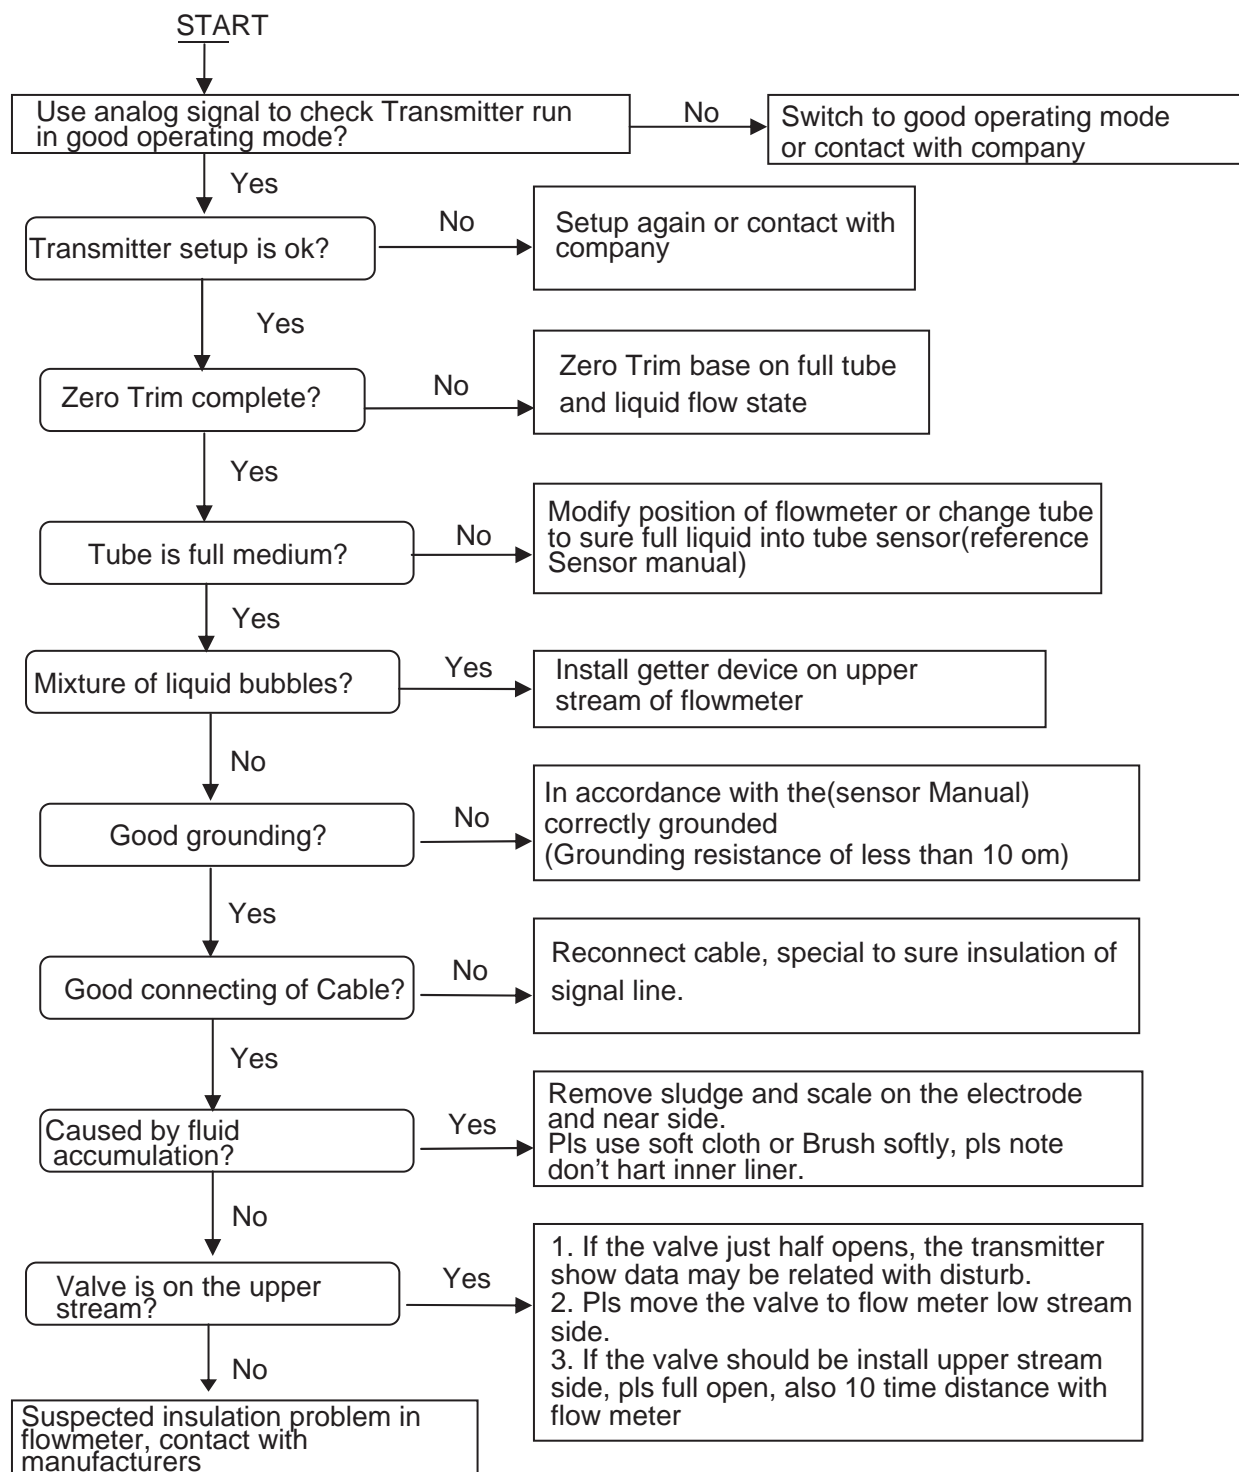 START
Use analog signal to check Transmitter run
in good operating mode?
No
Switch to good operating mode
or contact with company
Yes
Transmitter setup is ok?
No
Setup again or contact with
company
Yes
Zero Trim complete?
No
Zero Trim base on full tube
and liquid flow state
Yes
Tube is full medium?
No
Modify position of flowmeter or change tube
to sure full liquid into tube sensor(reference
Sensor manual)
Yes
Mixture of liquid bubbles?
Yes
Install getter device on upper
stream of flowmeter
No
Good grounding?
No
In accordance with the(sensor Manual)
correctly grounded
(Grounding resistance of less than 10 om)
Yes
Good connecting of Cable?
No
Reconnect cable, special to sure insulation of
signal line.
Yes
Caused by fluid
accumulation?
Yes
Remove sludge and scale on the electrode
and near side.
Pls use soft cloth or Brush softly, pls note
don't hart inner liner.
No
Valve is on the upper
stream?
Yes
1. If the valve just half opens, the transmitter
show data may be related with disturb.
2. Pls move the valve to flow meter low stream
side.
3. If the valve should be install upper stream
side, pls full open, also 10 time distance with
flow meter
No
Suspected insulation problem in
flowmeter, contact with
manufacturers